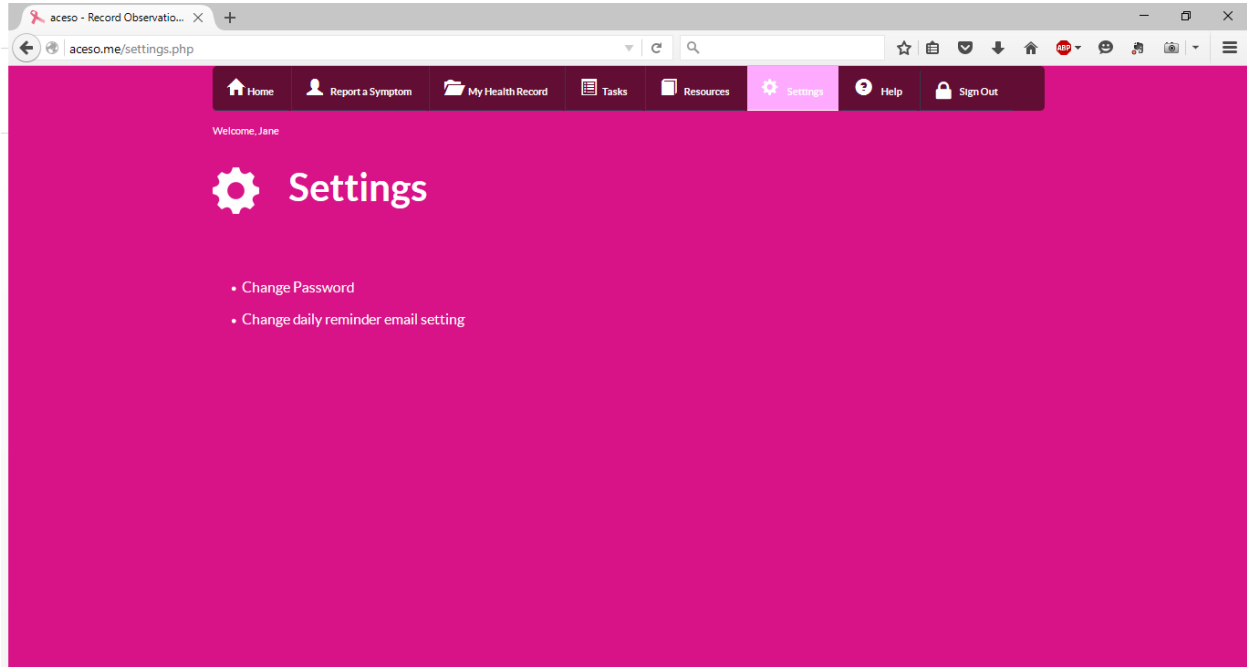 aceso - Record Observatio...
aceso.me/settings.php
ABP
Home Report a Symptom My Health Record Tasks Resources Settings Help Sign Out
Welcome, Jane
Settings
• Change Password
• Change daily reminder email setting